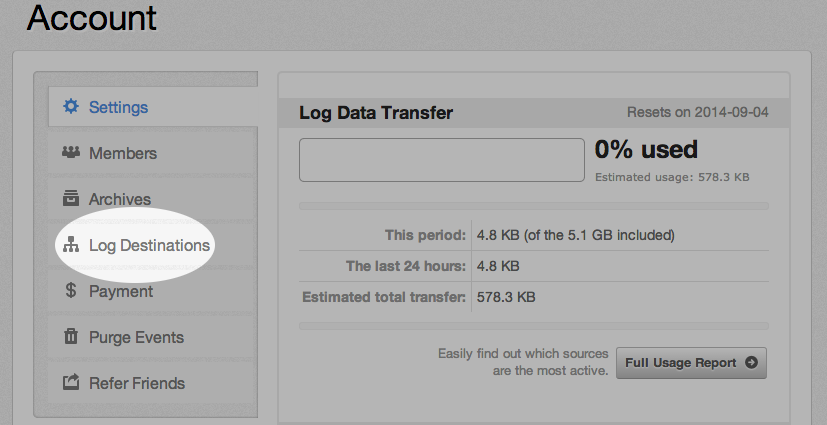 Account
Settings
Members
Archives
Log Destinations
$ Payment
Purge Events
Refer Friends
Log Data Transfer
Resets on 2014-09-04
0% used
Estimated usage: 578.3 KB
This period: 4.8 KB (of the 5.1 GB included)
The last 24 hours: 4.8 KB
Estimated total transfer: 578.3 KB
Easily find out which sources
are the most active.
Full Usage Report